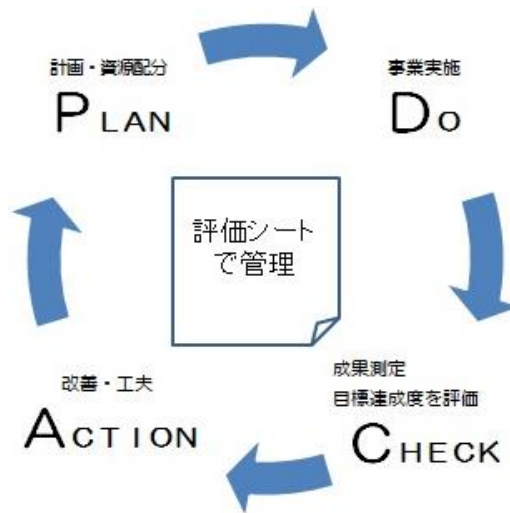 計画・資源配分
PLAN
事業実施
DO
評価シート
で管理
成果測定
目標達成度を評価
CHECK
改善・工夫
ACTION